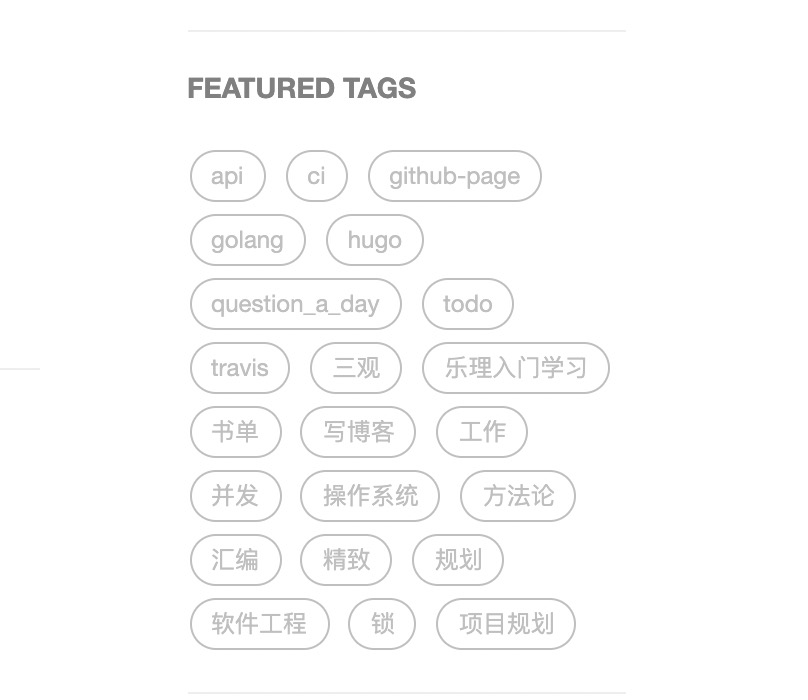 FEATURED TAGS
api ci github-page
golang hugo
question_a_day todo
travis 三观 乐理入门学习
书单 写博客 工作
并发 操作系统 方法论
汇编 精致 规划
软件工程 锁 项目规划